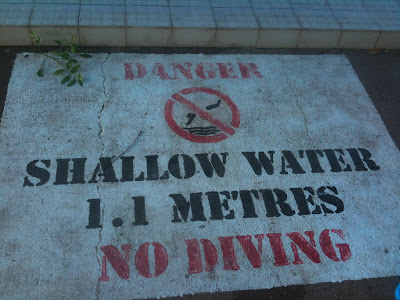 DANGER
SHALLOW WATER
1.1 METRES
NO DIVING